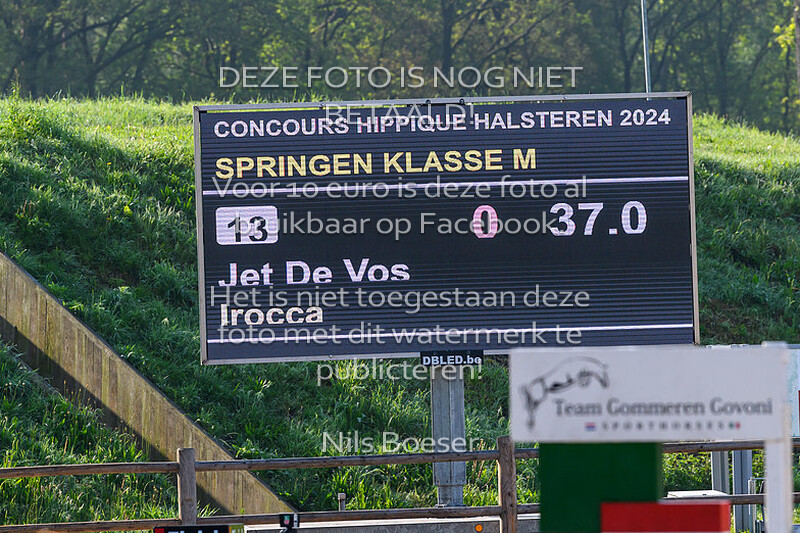 DEZE FOTO IS NOG NIET
BETAALD!
CONCOURS HIPPIQUE HALSTEREN 2024
SPRINGEN KLASSE M
Voor 10 euro is deze foto al
13 0 37.0
bruikbaar op Facebook
Jet De Vos
Het is niet toegestaan deze
Irocca
foto met dit watermerk te
DBLED.be
publiceren!
Team Gommeren Govoni
SPORTHORSES
Nils Boeser